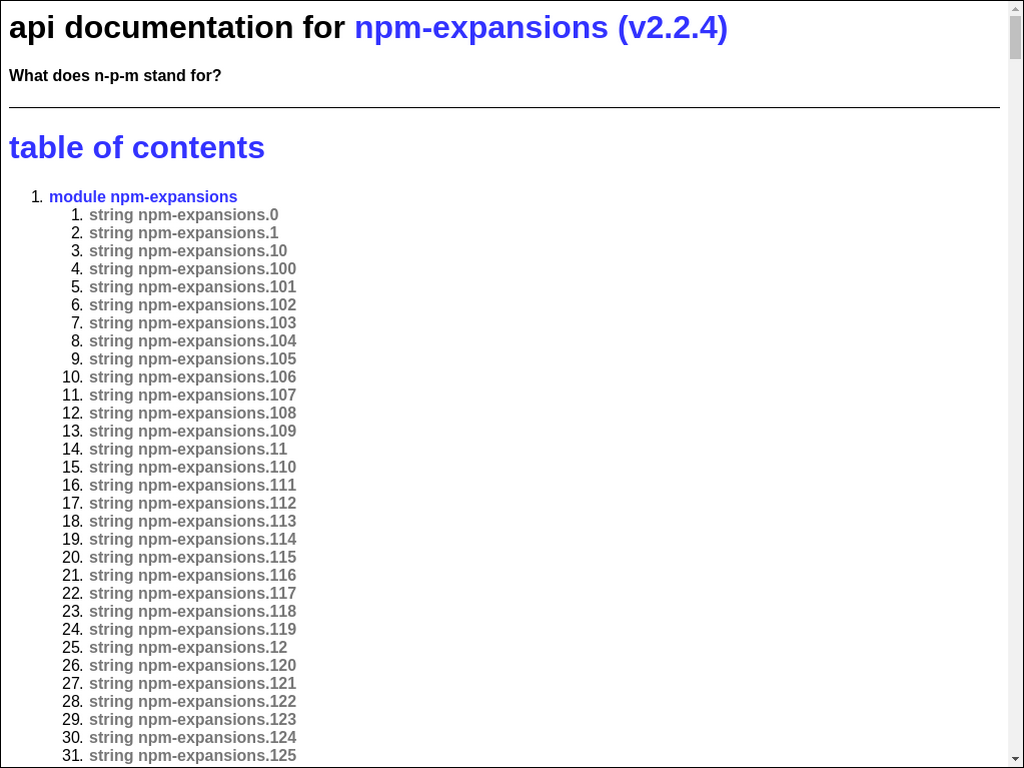 api documentation for npm-expansions (v2.2.4)
What does n-p-m stand for?
table of contents
1. module npm-expansions
1. string npm-expansions.0
2. string npm-expansions.1
3. string npm-expansions.10
4. string npm-expansions.100
5. string npm-expansions.101
6. string npm-expansions.102
7. string npm-expansions.103
8. string npm-expansions.104
9. string npm-expansions.105
10. string npm-expansions.106
11. string npm-expansions.107
12. string npm-expansions.108
13. string npm-expansions.109
14. string npm-expansions.11
15. string npm-expansions.110
16. string npm-expansions.111
17. string npm-expansions.112
18. string npm-expansions.113
19. string npm-expansions.114
20. string npm-expansions.115
21. string npm-expansions.116
22. string npm-expansions.117
23. string npm-expansions.118
24. string npm-expansions.119
25. string npm-expansions.12
26. string npm-expansions.120
27. string npm-expansions.121
28. string npm-expansions.122
29. string npm-expansions.123
30. string npm-expansions.124
31. string npm-expansions.125